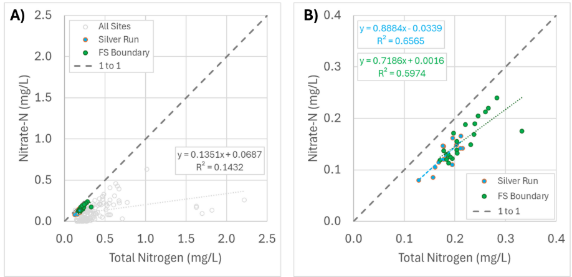 A)
2.5
2.0
1.5
1.0
0.5
0.0
Nitrate-N (mg/L)
All Sites
Silver Run
FS Boundary
1 to 1
y = 0.1351x + 0.0687
R² = 0.1432
0.0 0.5 1.0 1.5 2.0 2.5
Total Nitrogen (mg/L)
B)
0.4
0.3
0.2
0.1
0.0
Nitrate-N (mg/L)
y = 0.8884x - 0.0339
R² = 0.6565
y = 0.7186x + 0.0016
R² = 0.5974
Silver Run
FS Boundary
1 to 1
0.0 0.1 0.2 0.3 0.4
Total Nitrogen (mg/L)